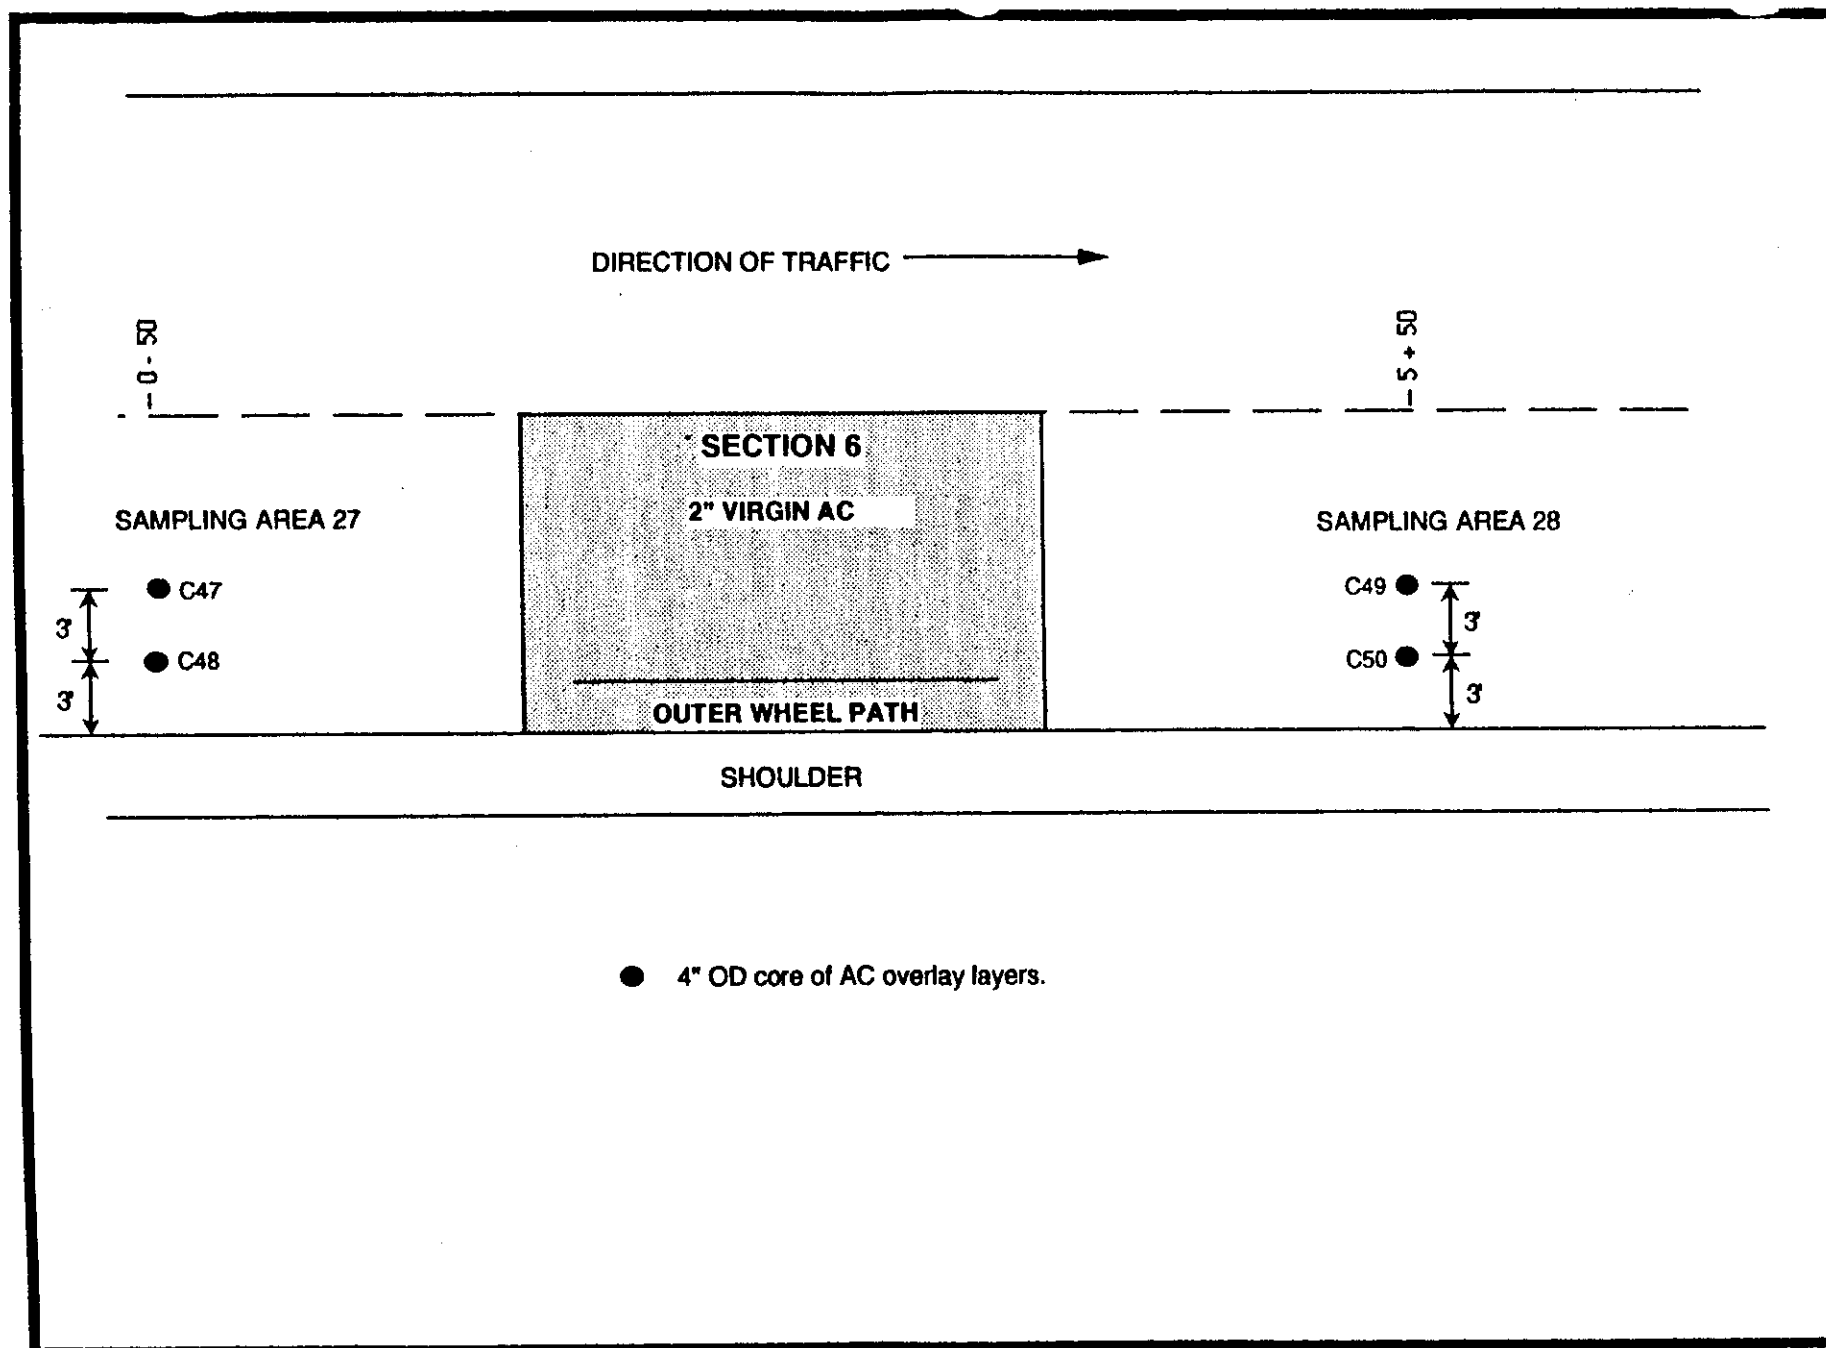 DIRECTION OF TRAFFIC
— 0 - 50
— 5 + 50
SECTION 6
2" VIRGIN AC
SAMPLING AREA 27
SAMPLING AREA 28
C47
C49
3'
3'
C48
C50
3'
3'
OUTER WHEEL PATH
SHOULDER
4" OD core of AC overlay layers.